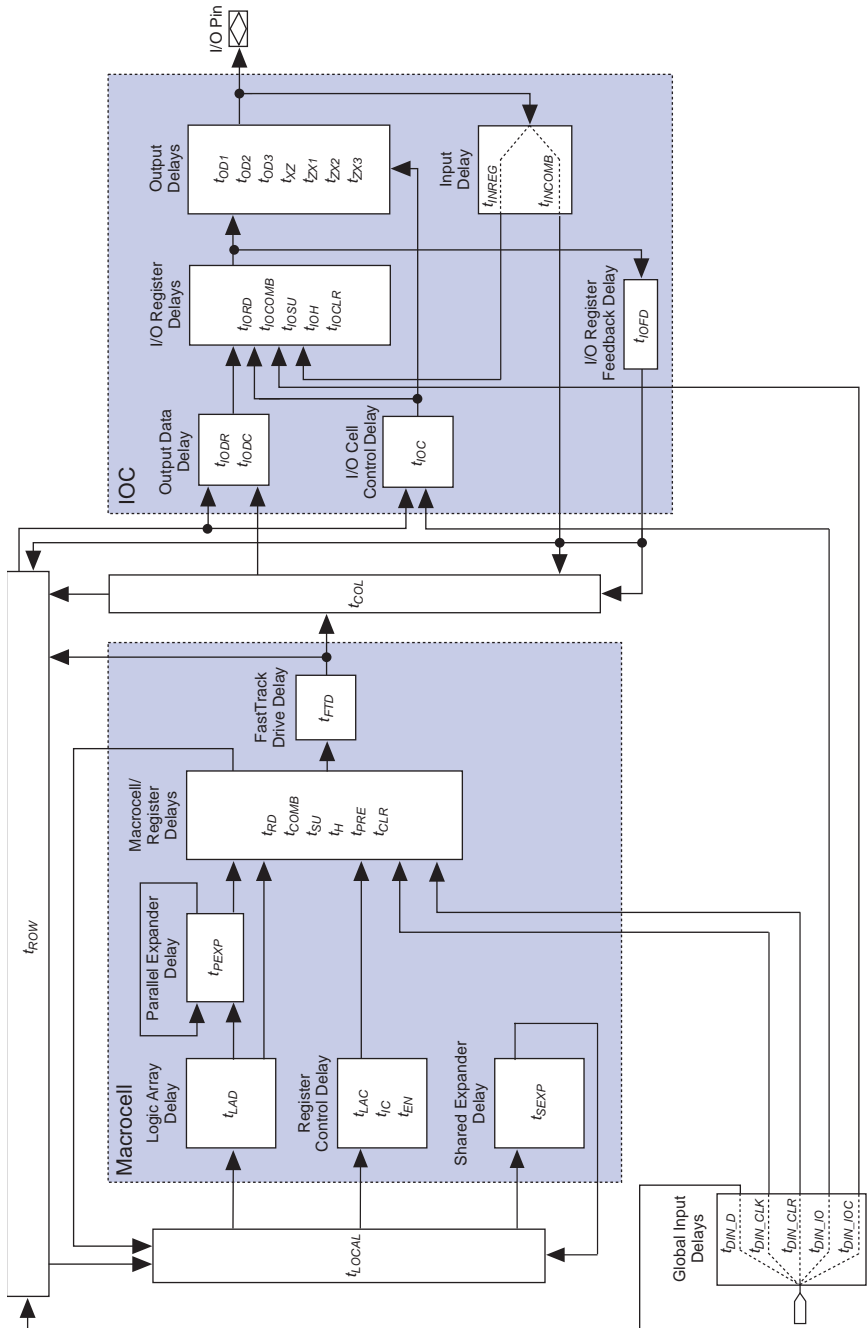 tROW
Macrocell
Logic Array
Delay
tLAD
Parallel Expander
Delay
tPEXP
Macrocell/
Register
Delays
tRD
tCOMB
tSU
tH
tPRE
tCLR
FastTrack
Drive Delay
tFTD
Register
Control Delay
tLAC
tIC
tEN
Shared Expander
Delay
tSEXP
tLOCAL
tCOL
IOC
Output Data
Delay
tIODR
tIODC
I/O Register
Delays
tIORD
tIOCOMB
tIOSU
tIOH
tIOCLR
Output
Delays
tOD1
tOD2
tOD3
tXZ
tZX1
tZX2
tZX3
I/O Pin
I/O Cell
Control Delay
tIOC
Input
Delay
tINREG
tINCOMB
I/O Register
Feedback Delay
tIOFD
Global Input
Delays
tDIN_D
tDIN_CLK
tDIN_CLR
tDIN_IO
tDIN_IOC